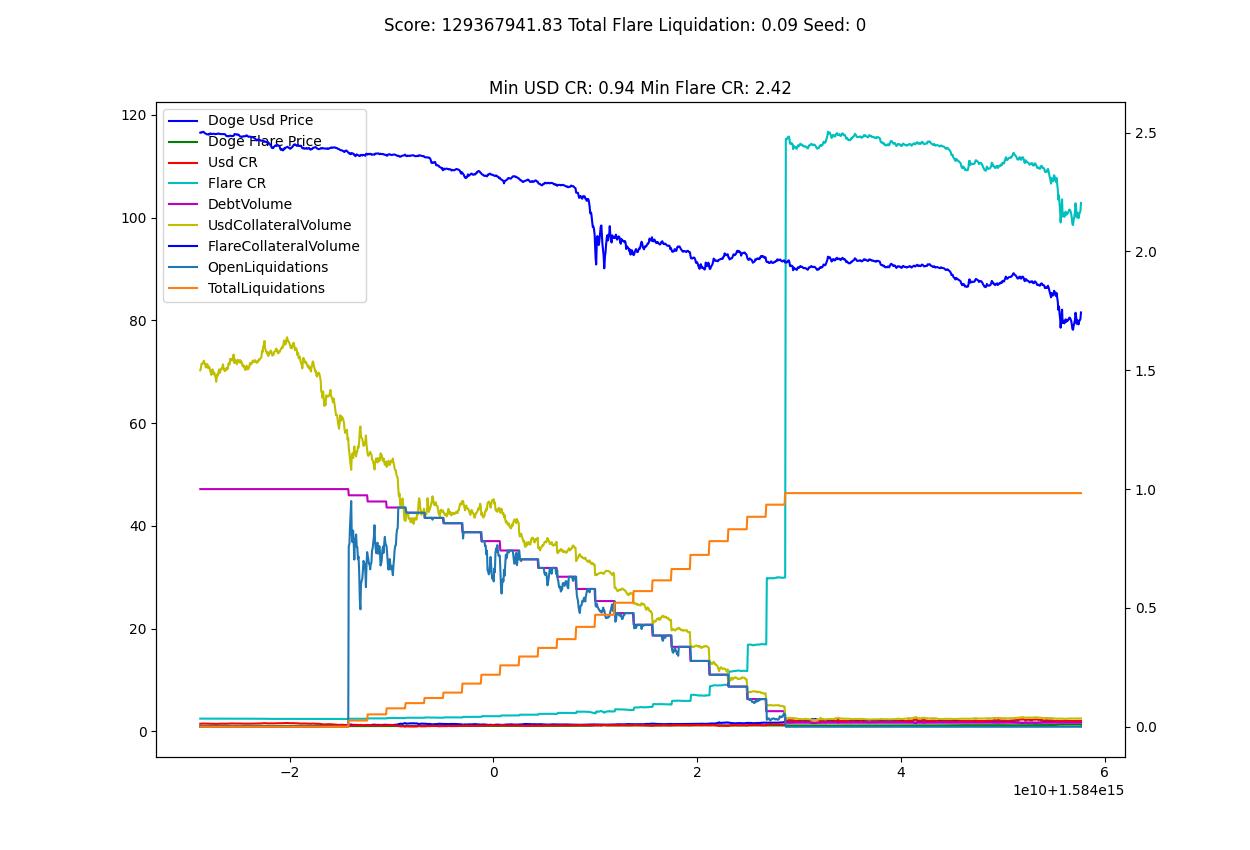 Score: 129367941.83 Total Flare Liquidation: 0.09 Seed: 0
Min USD CR: 0.94 Min Flare CR: 2.42
Doge Usd Price
Doge Flare Price
Usd CR
Flare CR
DebtVolume
UsdCollateralVolume
FlareCollateralVolume
OpenLiquidations
TotalLiquidations
120
100
80
60
40
20
0
2.5
2.0
1.5
1.0
0.5
0.0
−2 0 2 4 6
1e10+1.584e15